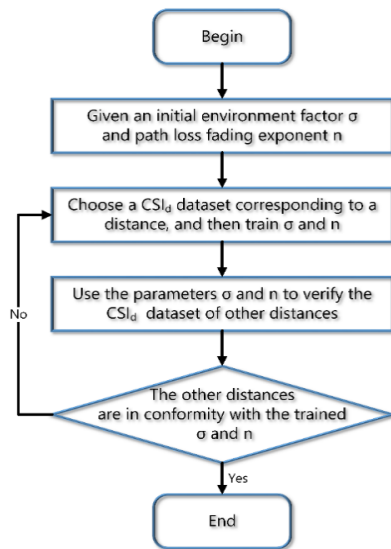 Begin
Given an initial environment factor σ
and path loss fading exponent n
Choose a CSId dataset corresponding to a
distance, and then train σ and n
Use the parameters σ and n to verify the
CSId dataset of other distances
No
The other distances
are in conformity with the trained
σ and n
Yes
End